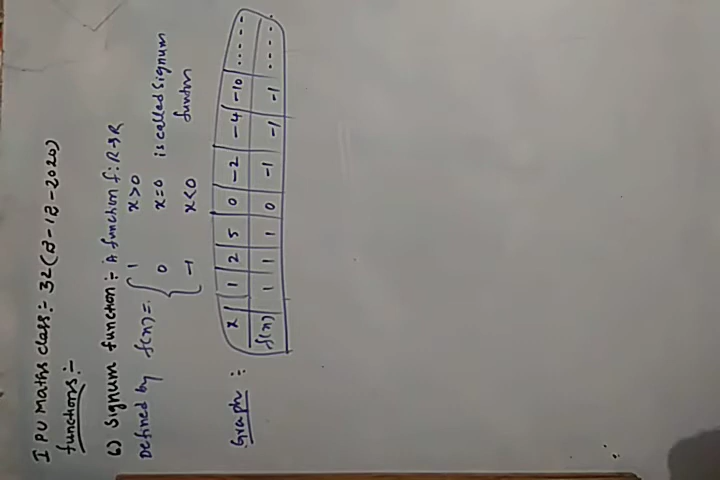 I PU Maths class:- 32(2-12-2020)
functions:-
6) Signum function:- A function f: R→R
Defined by f(x)= { 1 x>0
0 x=0 is called Signum
-1 x<0 function
Graph:
x | 1 | 2 | 5 | 0 | -2 | -4 | -10 | .....
f(x) | 1 | 1 | 1 | 0 | -1 | -1 | -1 | .....